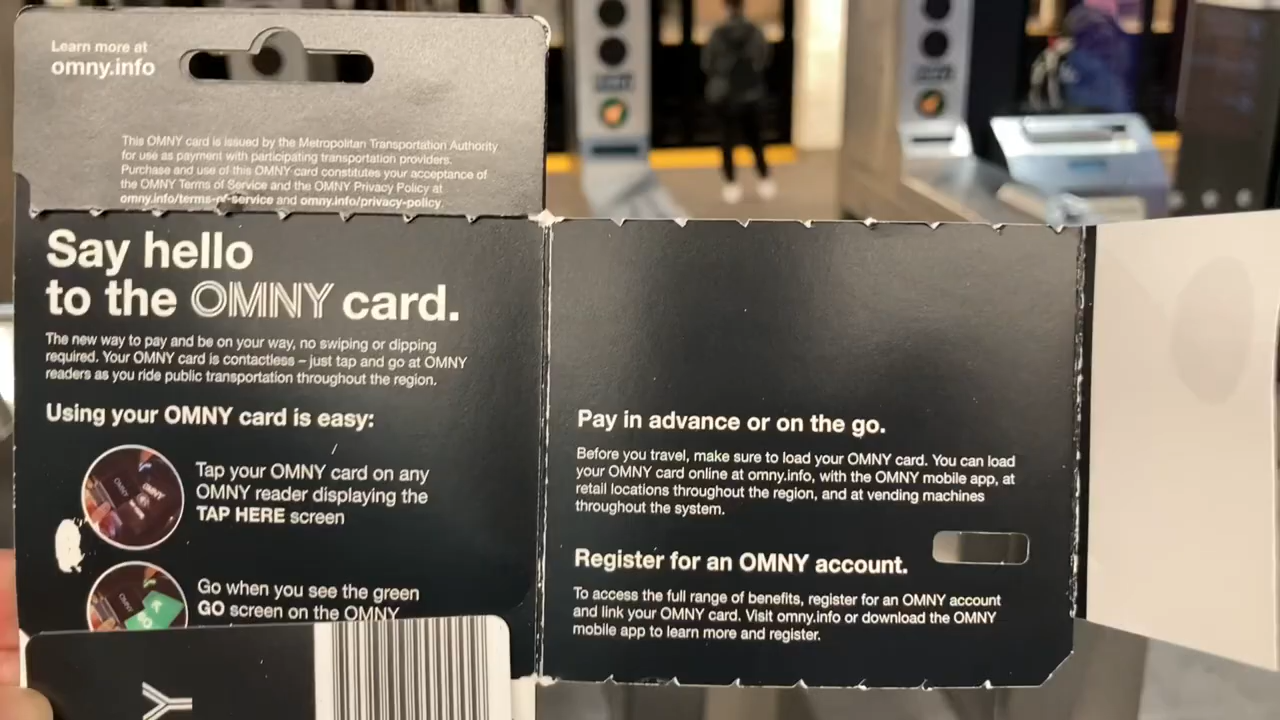 Learn more at
omny.info
This OMNY card is issued by the Metropolitan Transportation Authority
for use as payment with participating transportation providers.
Purchase and use of this OMNY card constitutes your acceptance of
the OMNY Terms of Service and the OMNY Privacy Policy at
omny.info/terms-of-service and omny.info/privacy-policy.
Say hello
to the OMNY card.
The new way to pay and be on your way, no swiping or dipping
required. Your OMNY card is contactless – just tap and go at OMNY
readers as you ride public transportation throughout the region.
Using your OMNY card is easy:
Tap your OMNY card on any
OMNY reader displaying the
TAP HERE screen
Go when you see the green
GO screen on the OMNY
Pay in advance or on the go.
Before you travel, make sure to load your OMNY card. You can load
your OMNY card online at omny.info, with the OMNY mobile app, at
retail locations throughout the region, and at vending machines
throughout the system.
Register for an OMNY account.
To access the full range of benefits, register for an OMNY account
and link your OMNY card. Visit omny.info or download the OMNY
mobile app to learn more and register.
Y